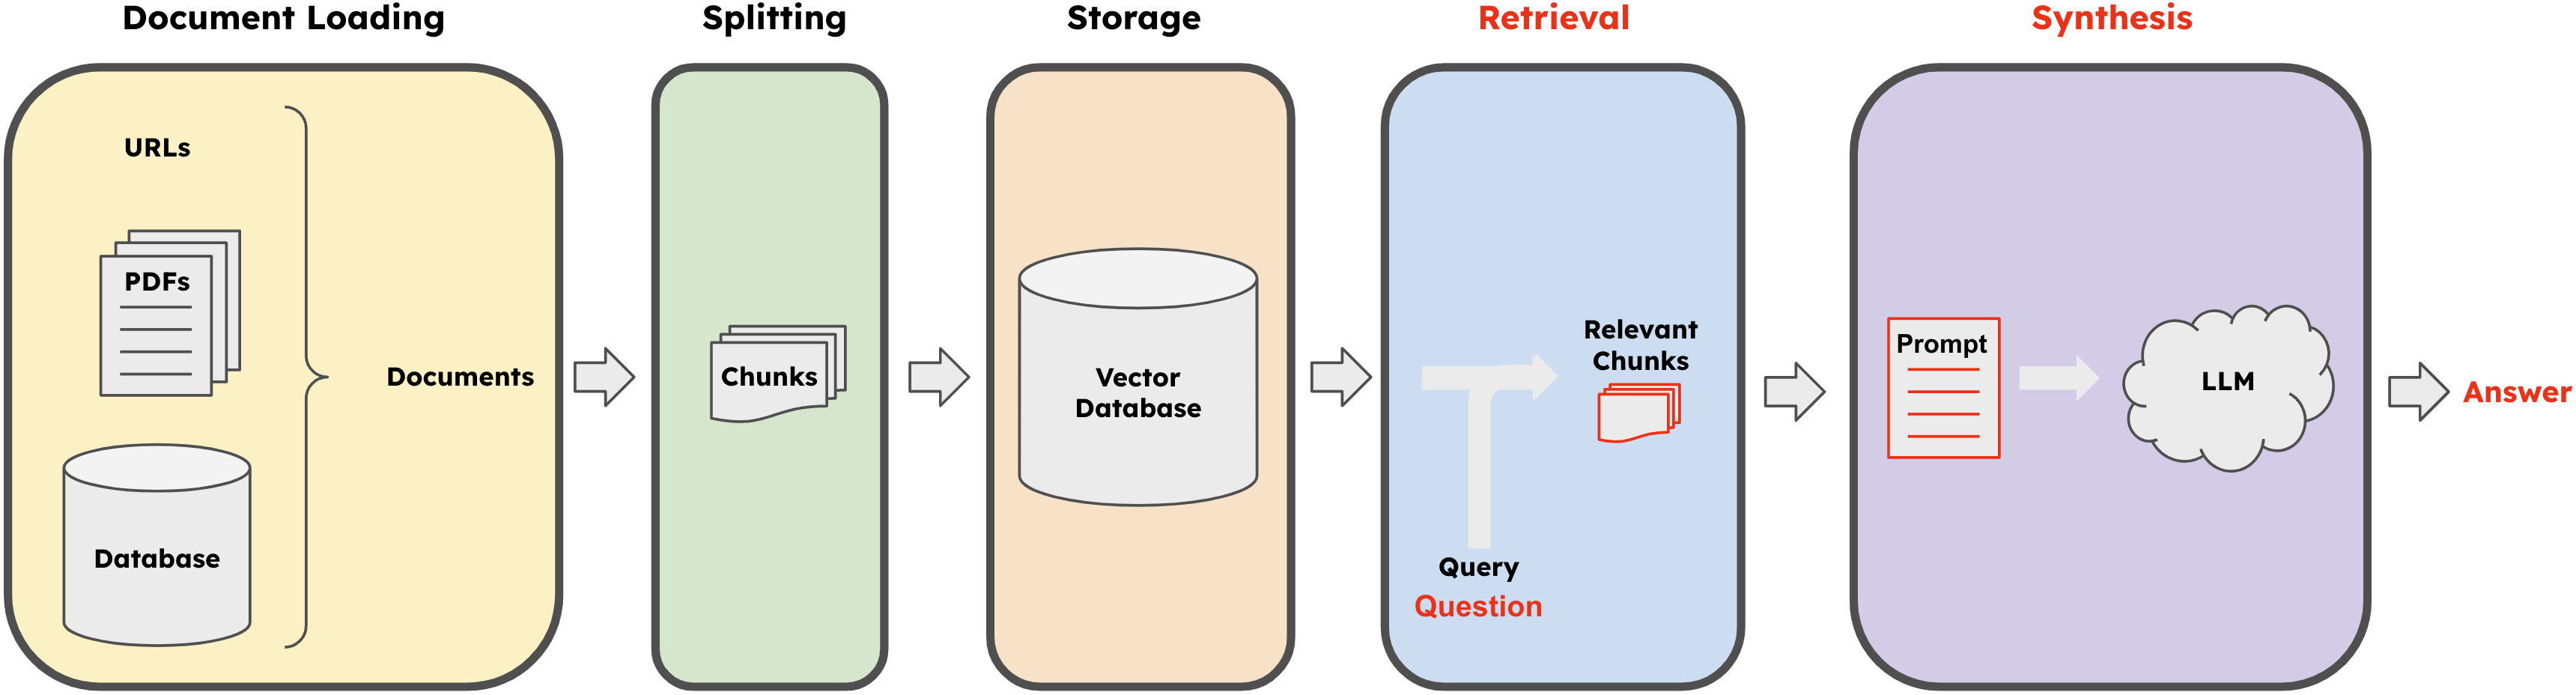 Document Loading
Splitting
Storage
Retrieval
Synthesis
URLs
PDFs
Database
Documents
Chunks
Vector
Database
Relevant
Chunks
Query
Question
Prompt
LLM
Answer